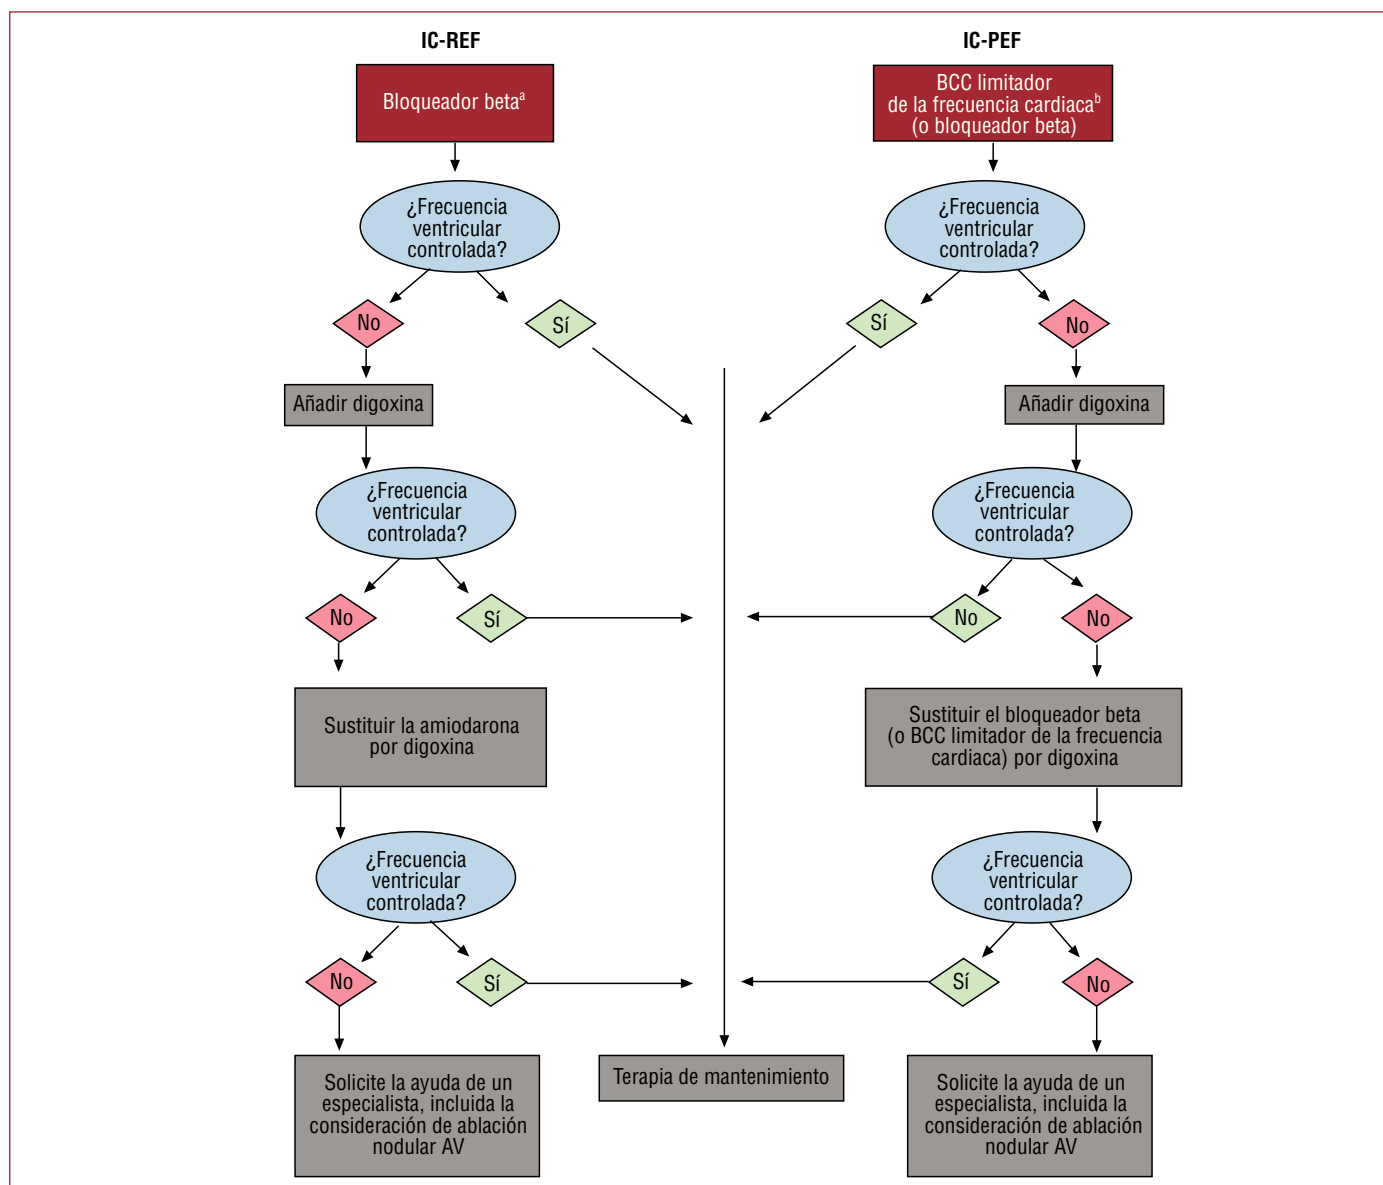 IC-REF
Bloqueador betaᵃ
¿Frecuencia
ventricular
controlada?
No
Sí
Añadir digoxina
¿Frecuencia
ventricular
controlada?
No
Sí
Sustituir la amiodarona
por digoxina
¿Frecuencia
ventricular
controlada?
No
Sí
Solicite la ayuda de un
especialista, incluida la
consideración de ablación
nodular AV
Terapia de mantenimiento
IC-PEF
BCC limitador
de la frecuencia cardiacaᵇ
(o bloqueador beta)
¿Frecuencia
ventricular
controlada?
Sí
No
Añadir digoxina
¿Frecuencia
ventricular
controlada?
No
No
Sustituir el bloqueador beta
(o BCC limitador de la frecuencia
cardiaca) por digoxina
¿Frecuencia
ventricular
controlada?
Sí
No
Solicite la ayuda de un
especialista, incluida la
consideración de ablación
nodular AV